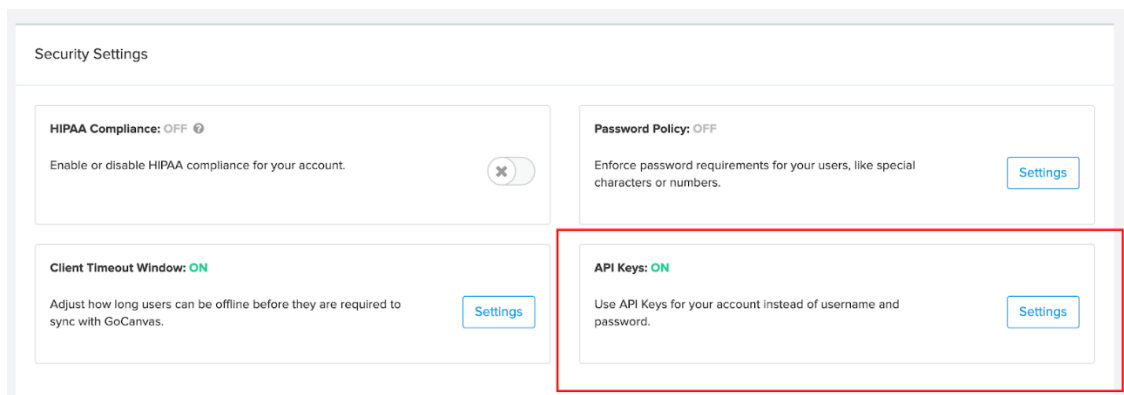 Security Settings
HIPAA Compliance: OFF ?
Enable or disable HIPAA compliance for your account.
Password Policy: OFF
Enforce password requirements for your users, like special
characters or numbers.
Settings
Client Timeout Window: ON
Adjust how long users can be offline before they are required to
sync with GoCanvas.
Settings
API Keys: ON
Use API Keys for your account instead of username and
password.
Settings